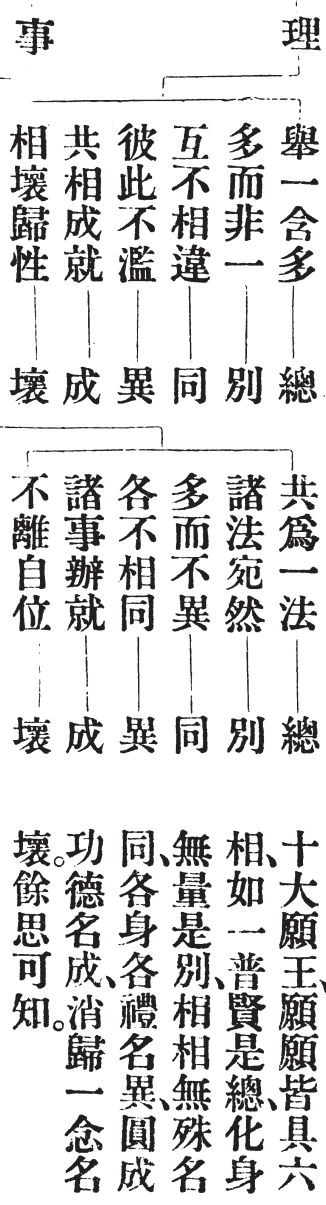 理
事
舉一含多 總
多而非一 別
互不相違 同
彼此不濫 異
共相成就 成
相壞歸性 壞
共爲一法 總
諸法宛然 別
多而不異 同
各不相同 異
諸事辦就 成
不離自位 壞
十大願王、願願皆具六
相、如一普賢是總、化身
無量是別、相相無殊名
同、各身各禮名異、圓成
功德名成、消歸一念名
壞。餘思可知。